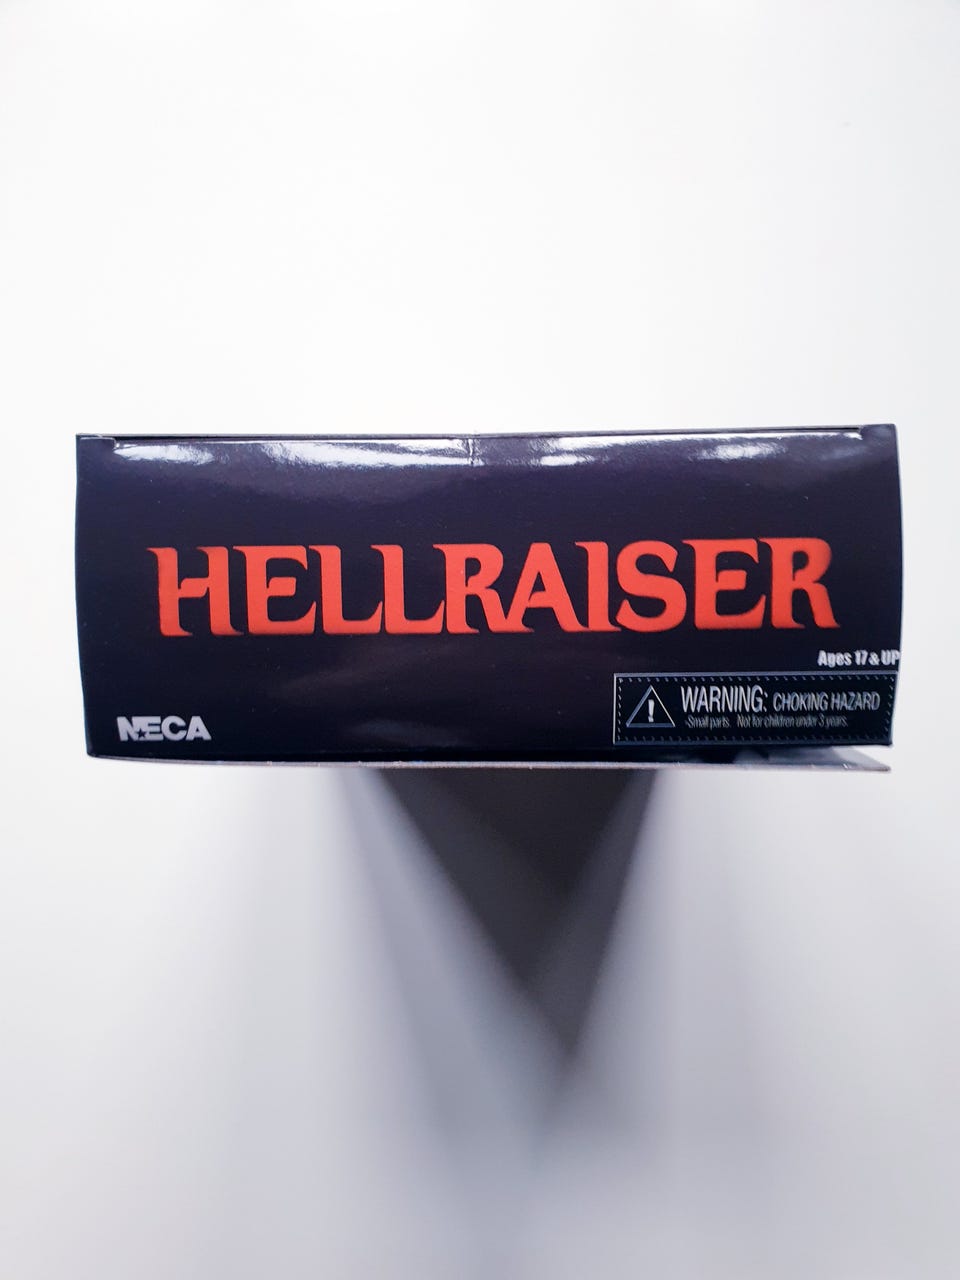 HELLRAISER
Ages 17 & UP
WARNING: CHOKING HAZARD
-Small parts. Not for children under 3 years.
NECA